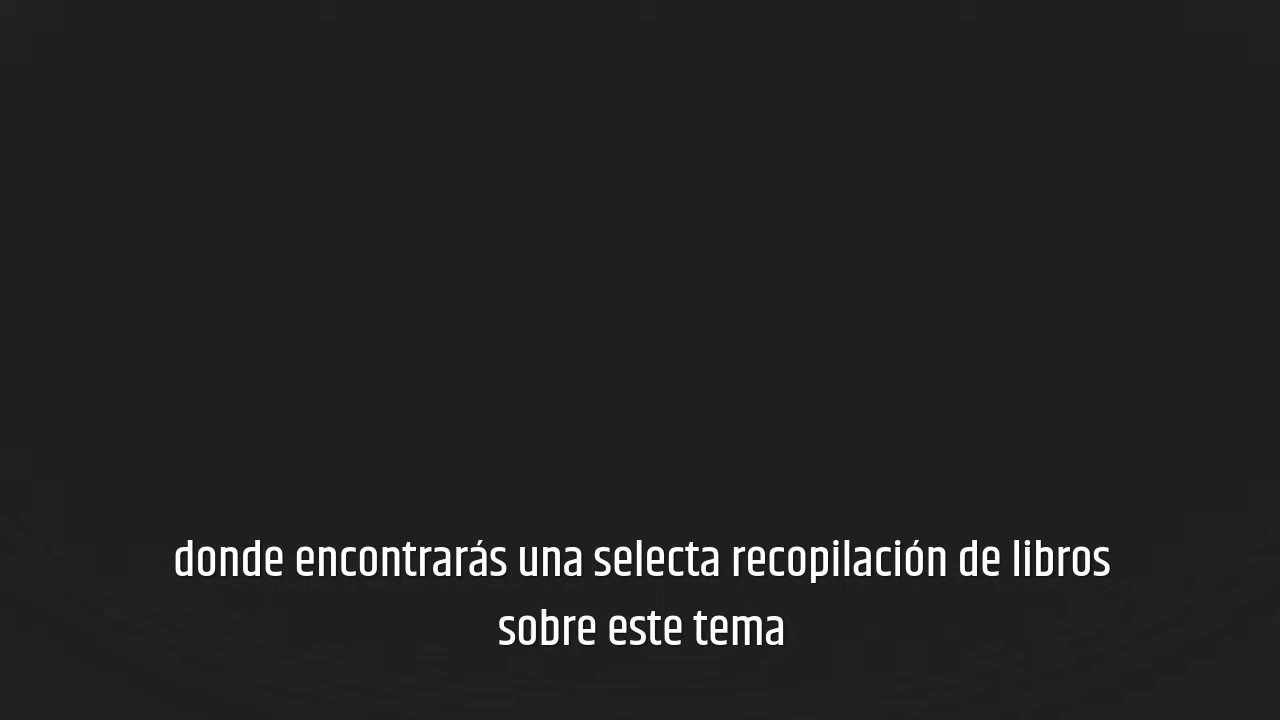 donde encontrarás una selecta recopilación de libros
sobre este tema